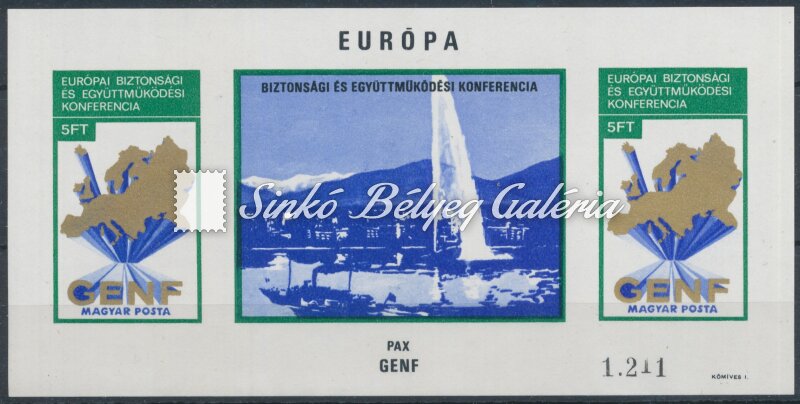 EURÓPA
EURÓPAI BIZTONSÁGI
ÉS EGYÜTTMŰKÖDÉSI
KONFERENCIA
5FT
GENF
MAGYAR POSTA
BIZTONSÁGI ÉS EGYÜTTMŰKÖDÉSI KONFERENCIA
EURÓPAI BIZTONSÁGI
ÉS EGYÜTTMŰKÖDÉSI
KONFERENCIA
5FT
GENF
MAGYAR POSTA
Sinkó Bélyeg Galéria
PAX
GENF
1.211
KÖMIVES I.